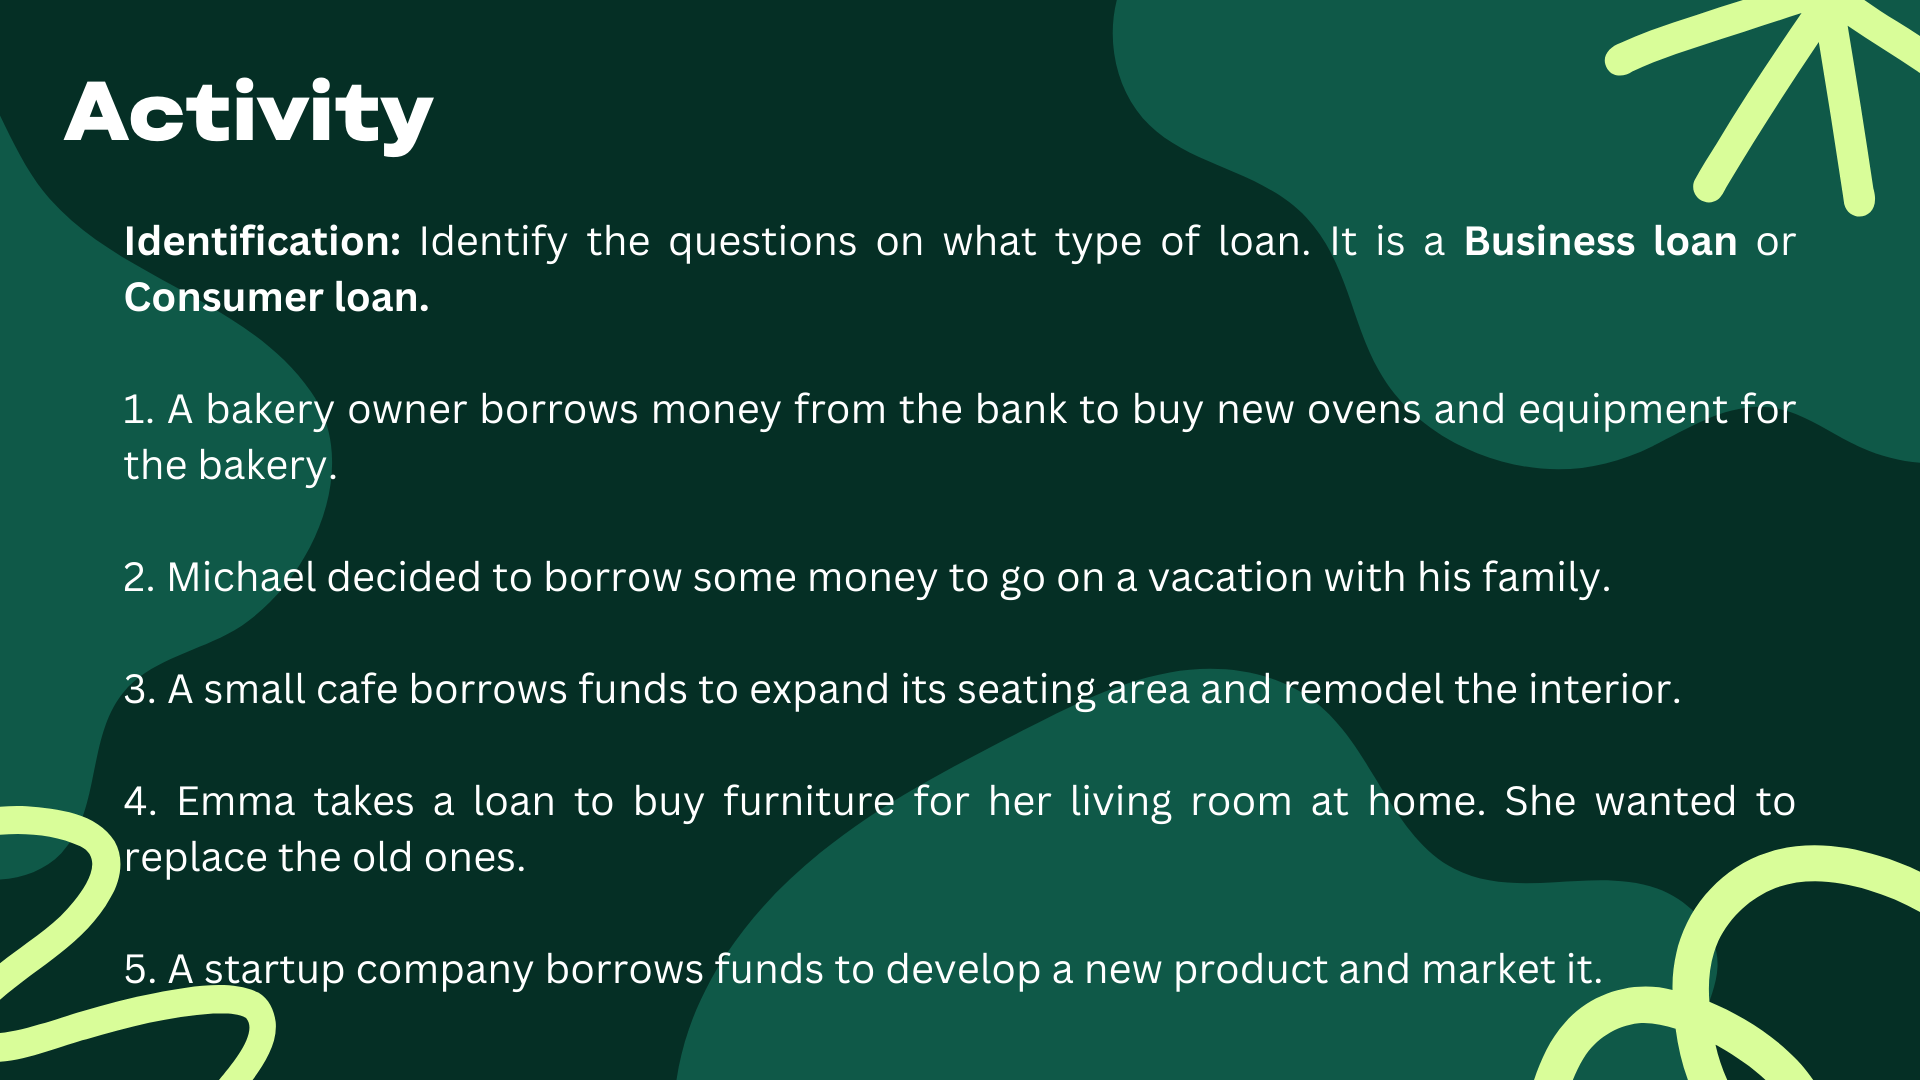 Activity
Identification: Identify the questions on what type of loan. It is a Business loan or
Consumer loan.
1. A bakery owner borrows money from the bank to buy new ovens and equipment for
the bakery.
2. Michael decided to borrow some money to go on a vacation with his family.
3. A small cafe borrows funds to expand its seating area and remodel the interior.
4. Emma takes a loan to buy furniture for her living room at home. She wanted to
replace the old ones.
5. A startup company borrows funds to develop a new product and market it.